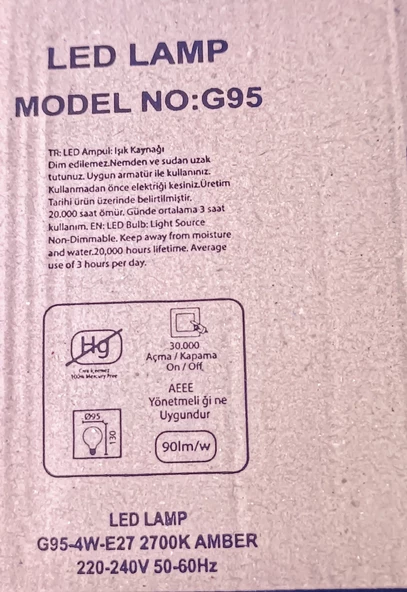 LED LAMP
MODEL NO:G95
TR: LED Ampul: Işık Kaynağı
Dim edilemez.Nemden ve sudan uzak
tutunuz. Uygun armatür ile kullanınız.
Kullanmadan önce elektriği kesiniz.Üretim
Tarihi ürün üzerinde belirtilmiştir.
20.000 saat ömür. Günde ortalama 3 saat
kullanım. EN: LED Bulb: Light Source
Non-Dimmable. Keep away from moisture
and water.20,000 hours lifetime. Average
use of 3 hours per day.
Hg
100% Mercury Free
30.000
Açma / Kapama
On / Off
AEEE
Yönetmeli ği ne
Uygundur
Ø95
130
90lm/w
LED LAMP
G95-4W-E27 2700K AMBER
220-240V 50-60Hz